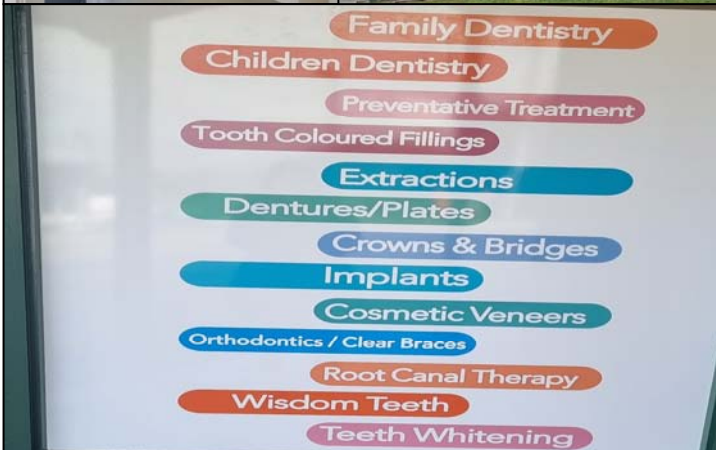 Family Dentistry
Children Dentistry
Preventative Treatment
Tooth Coloured Fillings
Extractions
Dentures/Plates
Crowns & Bridges
Implants
Cosmetic Veneers
Orthodontics / Clear Braces
Root Canal Therapy
Wisdom Teeth
Teeth Whitening